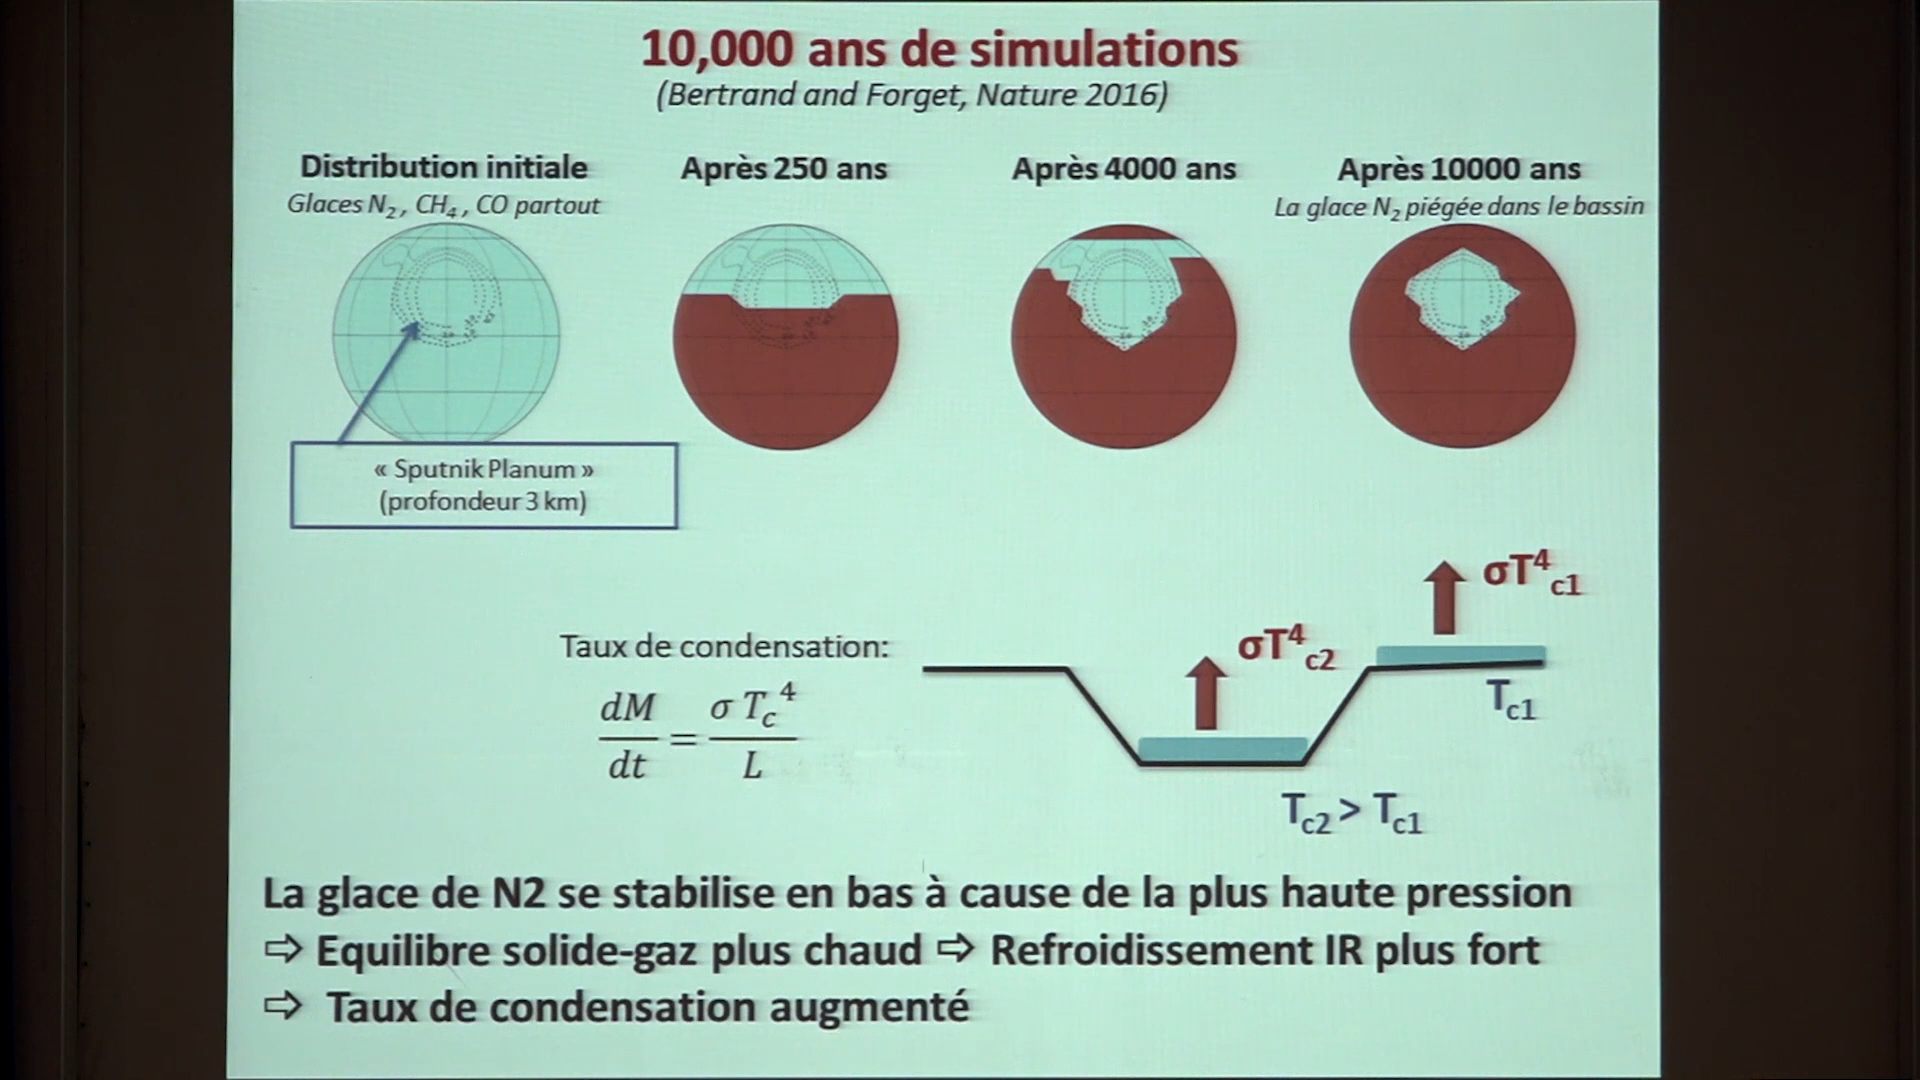 10,000 ans de simulations
(Bertrand and Forget, Nature 2016)
Distribution initiale
Glaces N₂, CH₄, CO partout
Après 250 ans
Après 4000 ans
Après 10000 ans
La glace N₂ piégée dans le bassin
« Sputnik Planum »
(profondeur 3 km)
σT⁴c1
σT⁴c2
Taux de condensation:
dM/dt = σ Tc⁴/L
Tc1
Tc2 > Tc1
La glace de N2 se stabilise en bas à cause de la plus haute pression
⇨ Equilibre solide-gaz plus chaud ⇨ Refroidissement IR plus fort
⇨ Taux de condensation augmenté